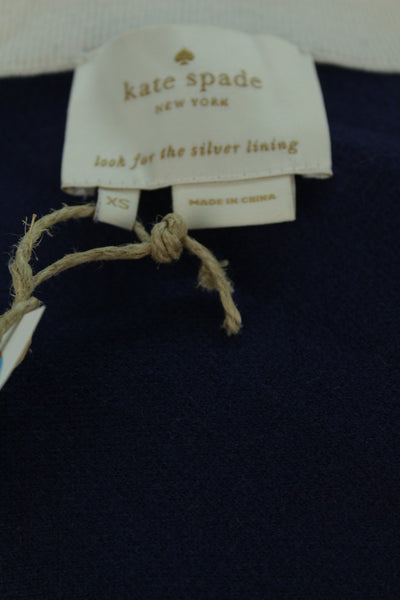 kate spade
NEW YORK
look for the silver lining
XS
MADE IN CHINA